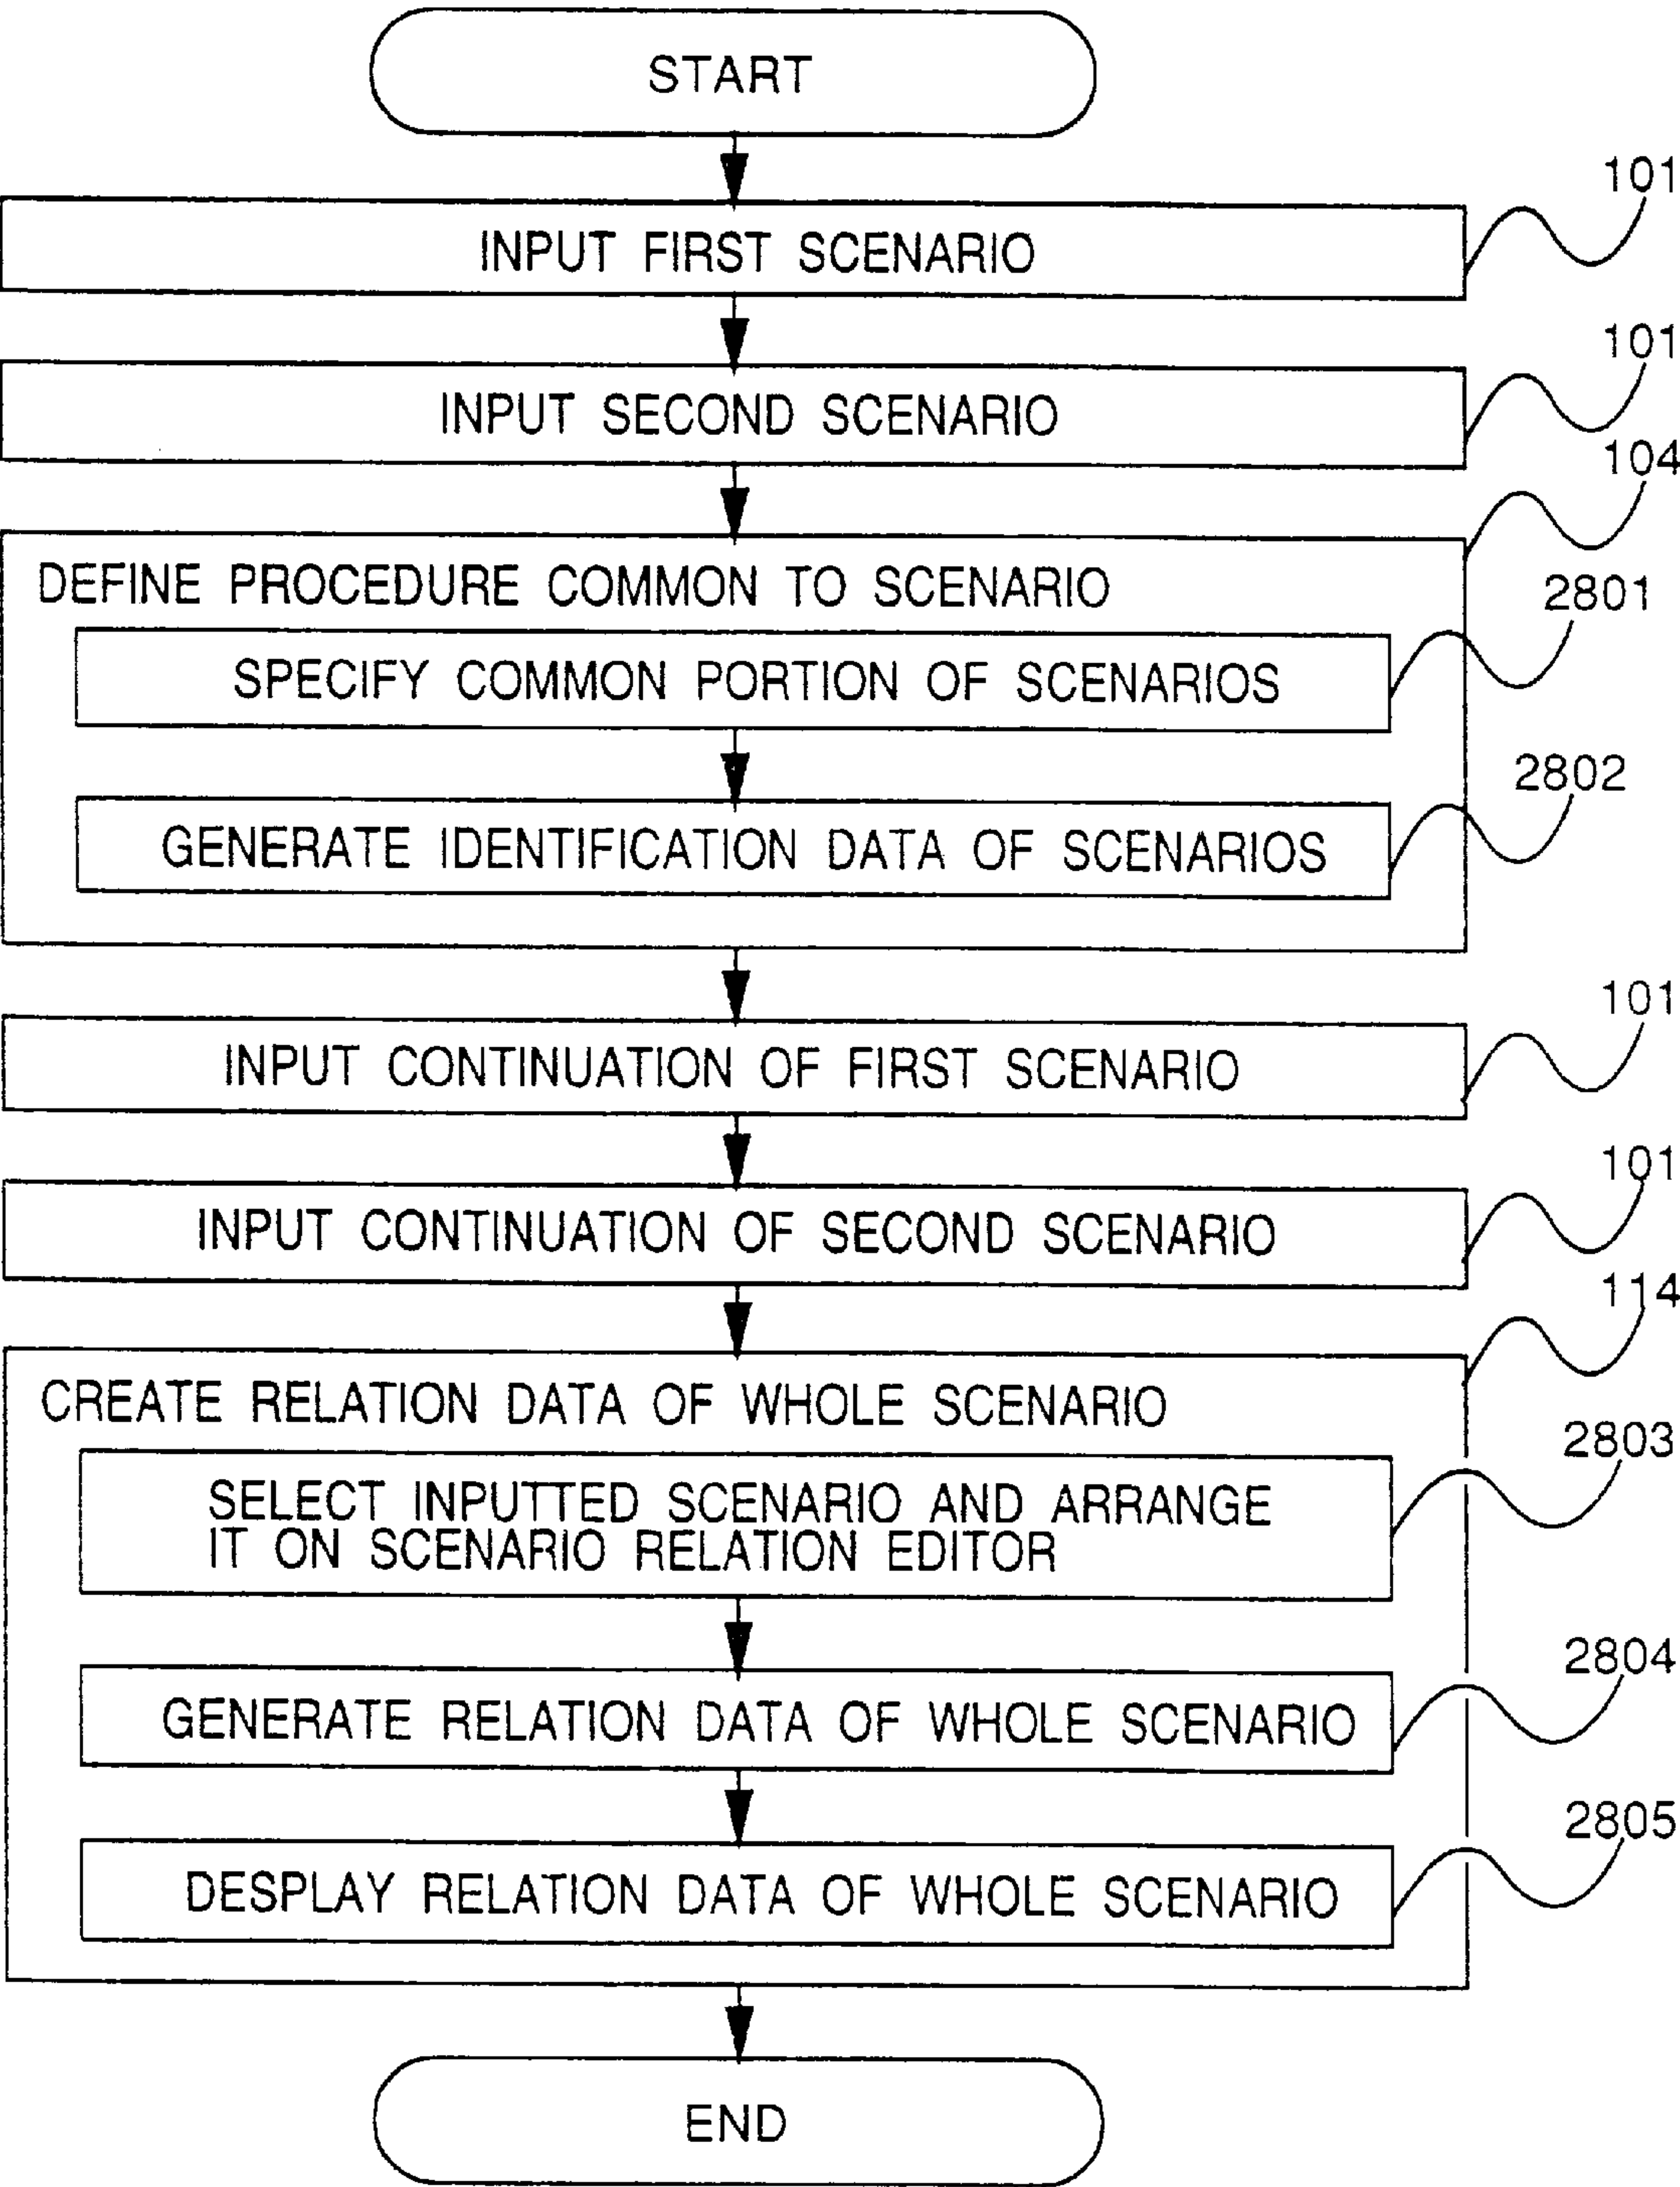 START
101
INPUT FIRST SCENARIO
101
INPUT SECOND SCENARIO
104
DEFINE PROCEDURE COMMON TO SCENARIO
2801
SPECIFY COMMON PORTION OF SCENARIOS
2802
GENERATE IDENTIFICATION DATA OF SCENARIOS
101
INPUT CONTINUATION OF FIRST SCENARIO
101
INPUT CONTINUATION OF SECOND SCENARIO
114
CREATE RELATION DATA OF WHOLE SCENARIO
2803
SELECT INPUTTED SCENARIO AND ARRANGE
IT ON SCENARIO RELATION EDITOR
2804
GENERATE RELATION DATA OF WHOLE SCENARIO
2805
DESPLAY RELATION DATA OF WHOLE SCENARIO
END